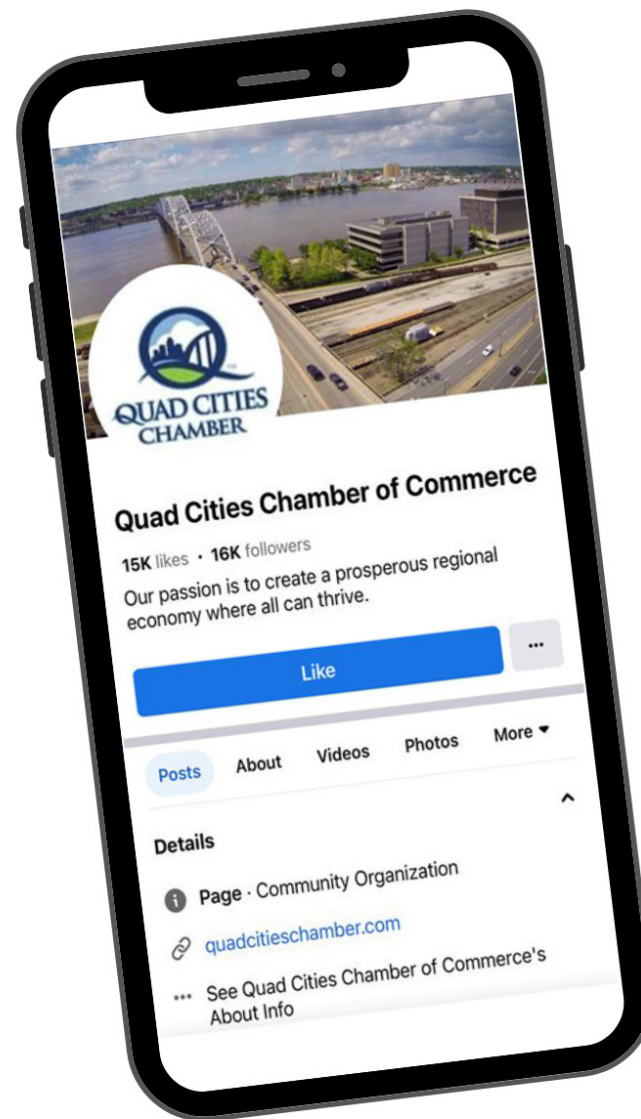 QUAD CITIES
CHAMBER
Quad Cities Chamber of Commerce
15K likes · 16K followers
Our passion is to create a prosperous regional
economy where all can thrive.
Like
Posts About Videos Photos More
Details
Page · Community Organization
quadcitieschamber.com
See Quad Cities Chamber of Commerce's
About Info